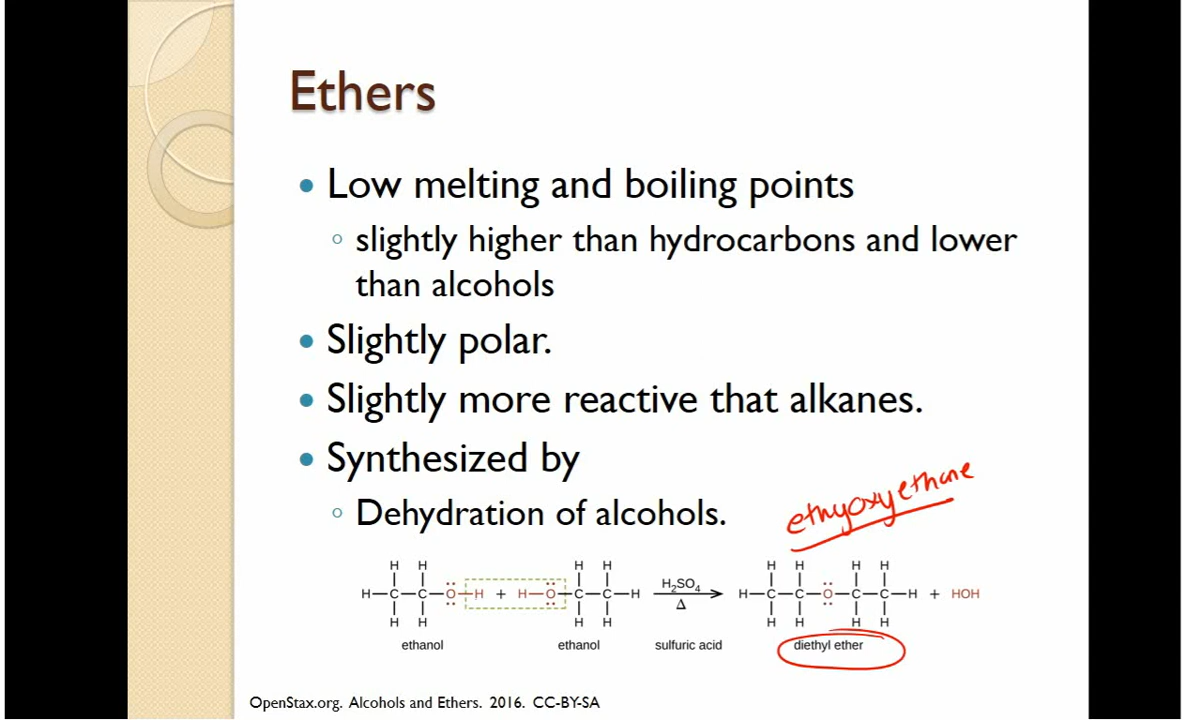 Ethers
• Low melting and boiling points
◦ slightly higher than hydrocarbons and lower
than alcohols
• Slightly polar.
• Slightly more reactive that alkanes.
• Synthesized by
◦ Dehydration of alcohols.
ethyoxyethane
H H H H H H H H
H—C—C—O—H + H—O—C—C—H H₂SO₄ Δ H—C—C—O—C—C—H + HOH
H H H H H H H H
ethanol ethanol sulfuric acid diethyl ether
OpenStax.org. Alcohols and Ethers. 2016. CC-BY-SA